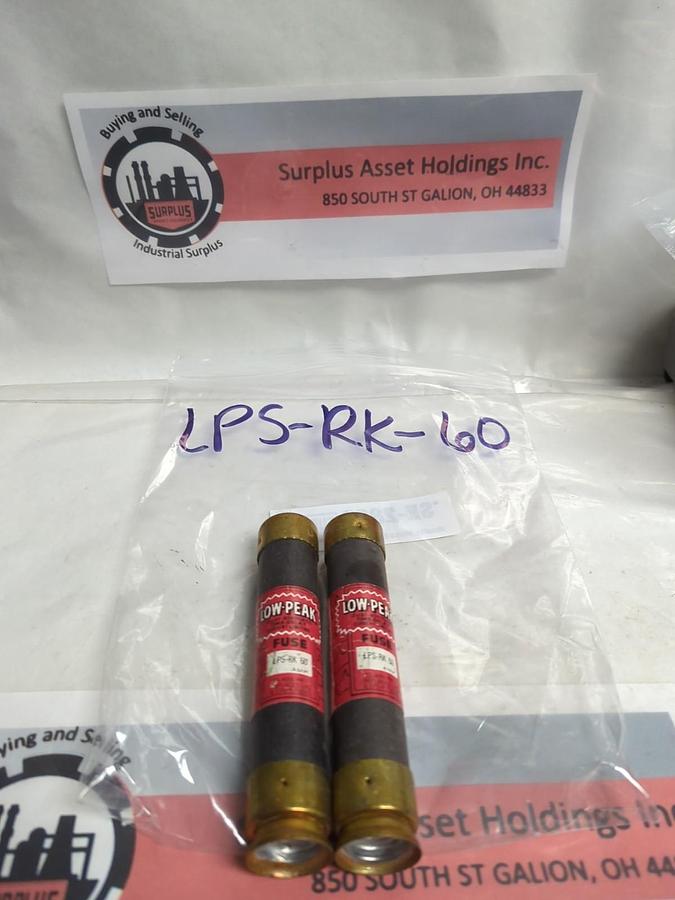 Buying and Selling
SURPLUS
Industrial Surplus
Surplus Asset Holdings Inc.
850 SOUTH ST GALION, OH 44833
LPS-RK-60
LOW-PEAK
FUSE
LPS-RK 60
LOW-PEA
FUSE
LPS-RK 60
ying and Selling
SURPLUS
set Holdings Inc
850 SOUTH ST GALION, OH 44